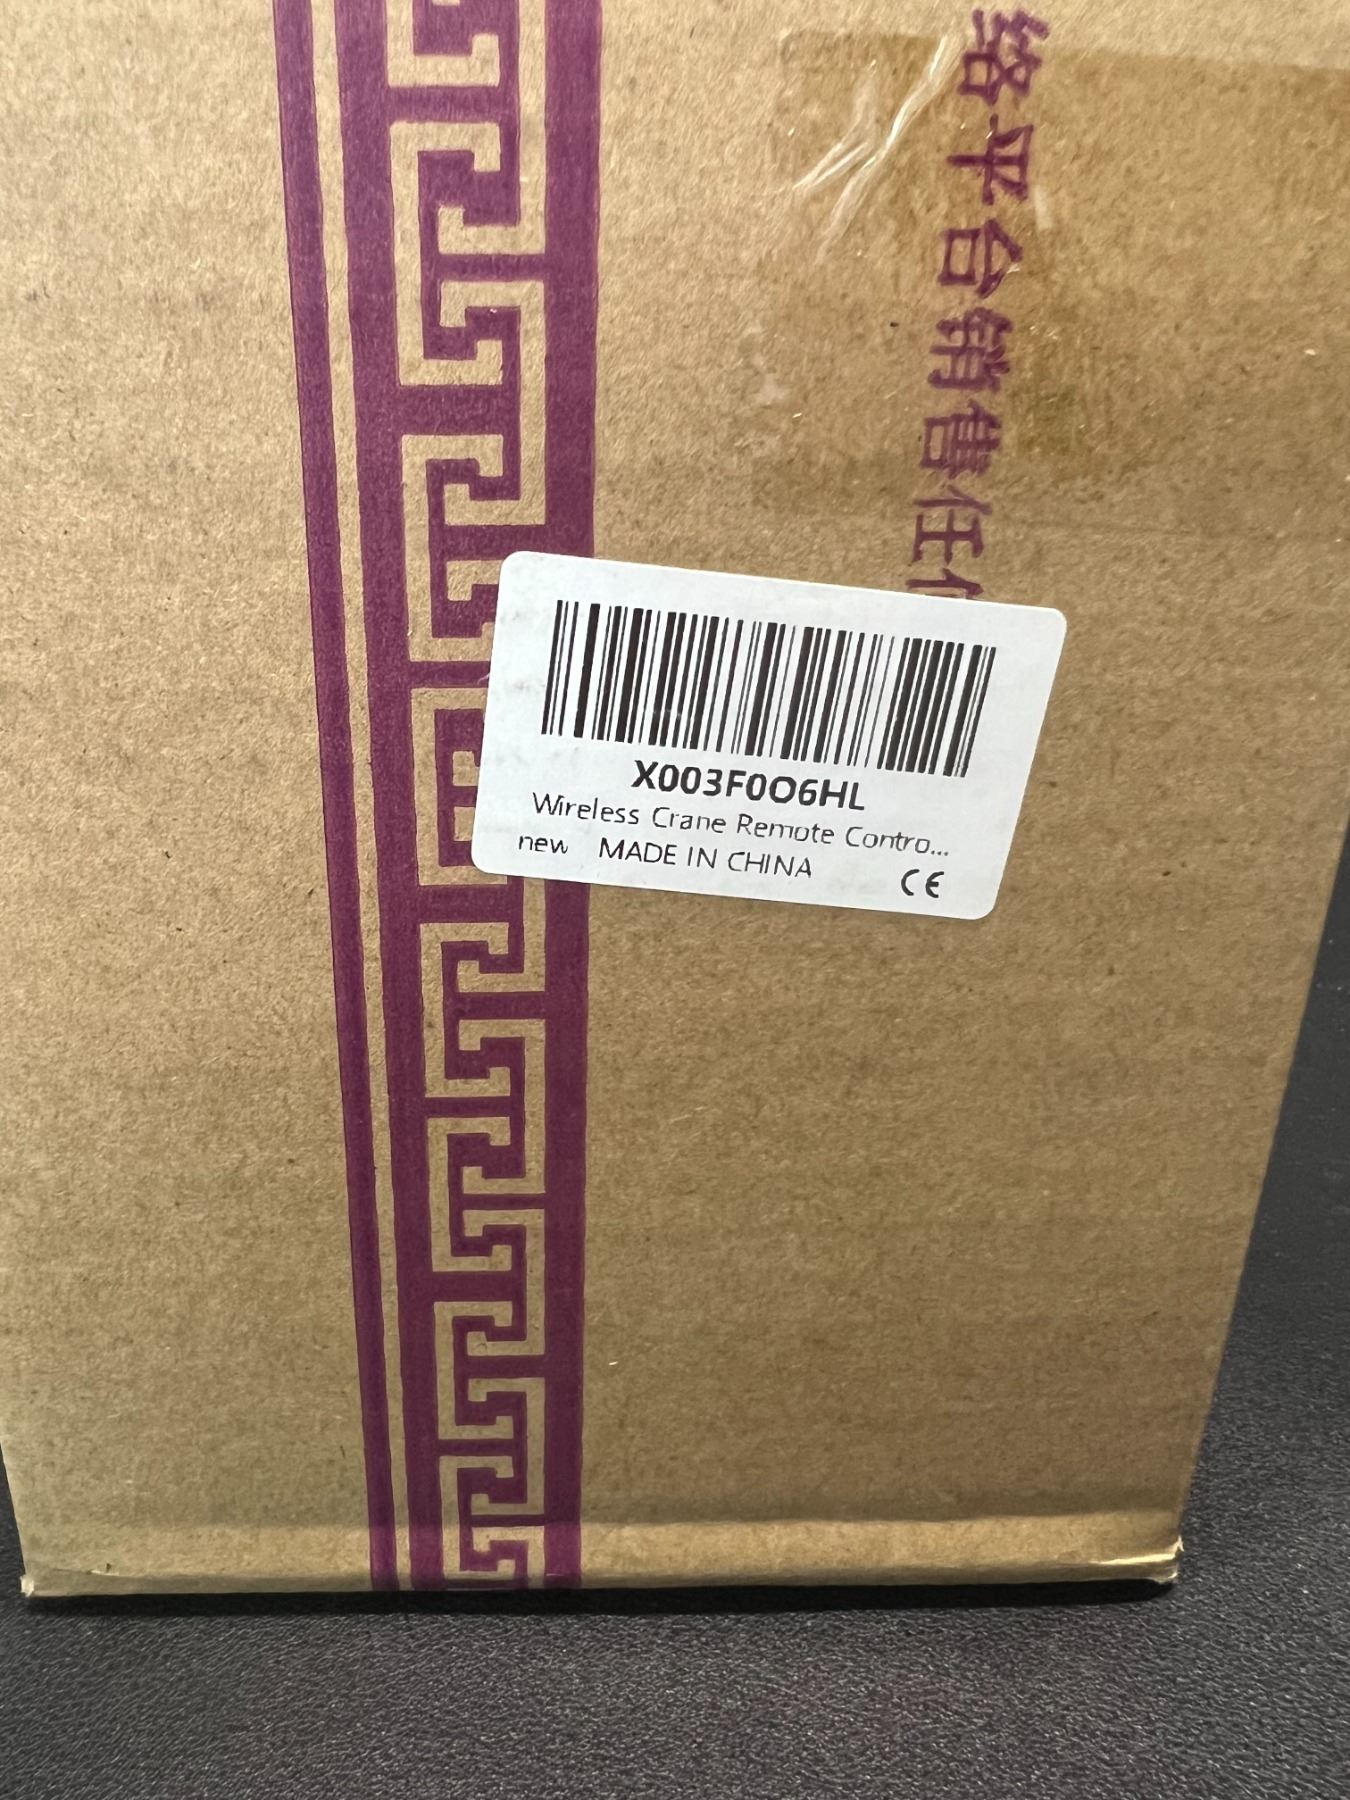 络平台销售任
X003F0O6HL
Wireless Crane Remote Contro...
new MADE IN CHINA
CE